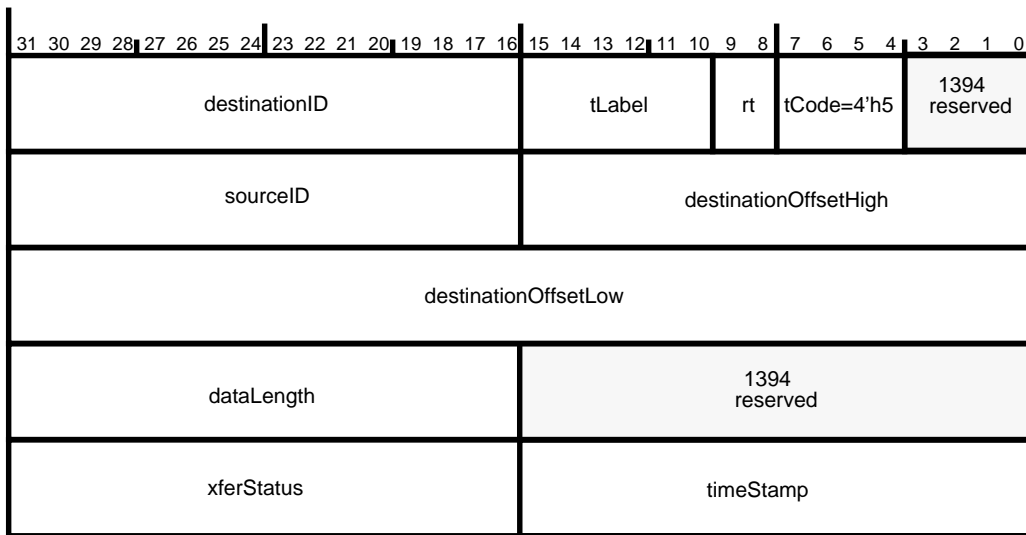 31 30 29 28 27 26 25 24 23 22 21 20 19 18 17 16 15 14 13 12 11 10 9 8 7 6 5 4 3 2 1 0
destinationID tLabel rt tCode=4'h5 1394
reserved
sourceID destinationOffsetHigh
destinationOffsetLow
dataLength 1394
reserved
xferStatus timeStamp